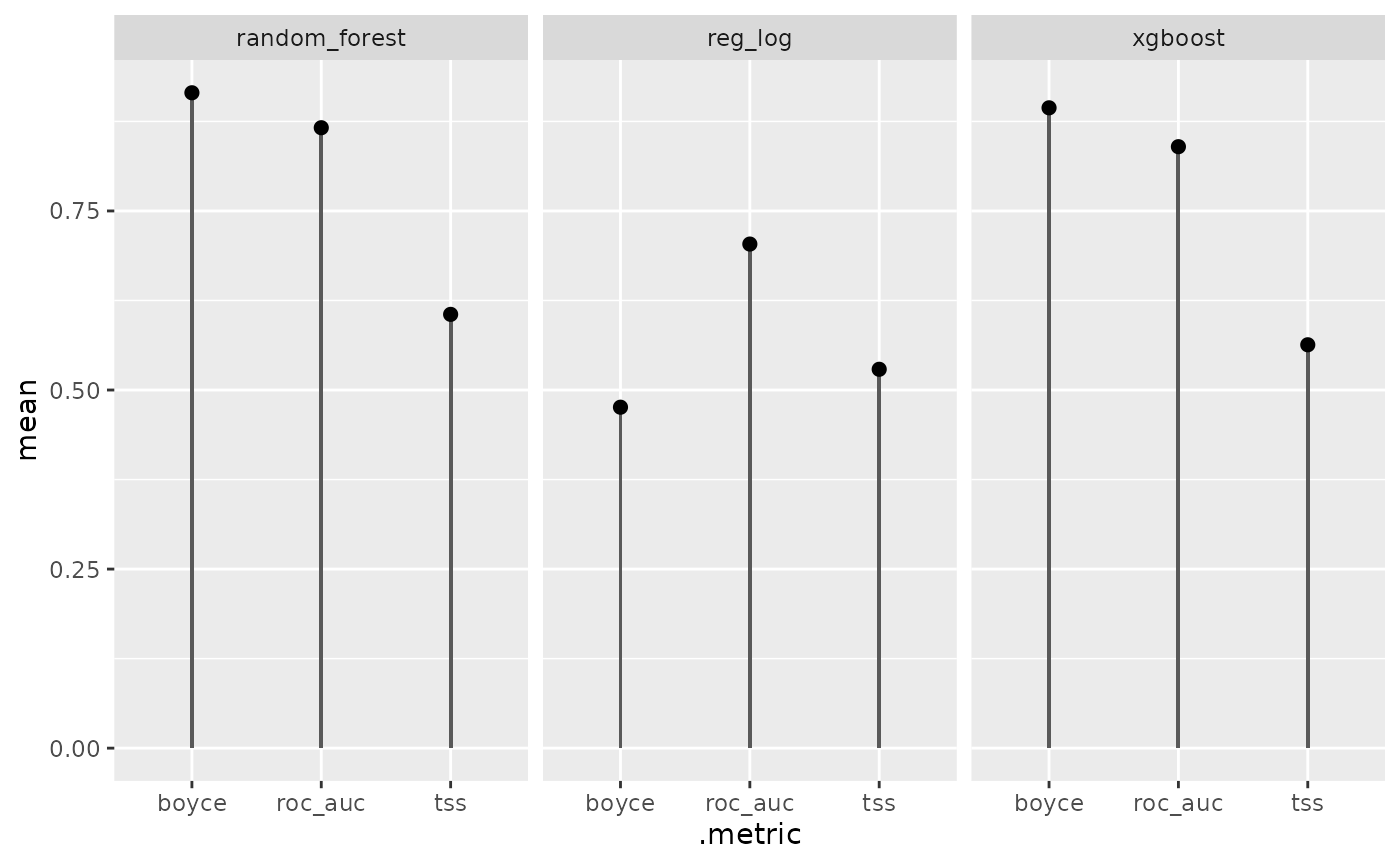 random_forest reg_log xgboost
mean
0.75
0.50
0.25
0.00
boyce roc_auc tss boyce roc_auc tss boyce roc_auc tss
.metric